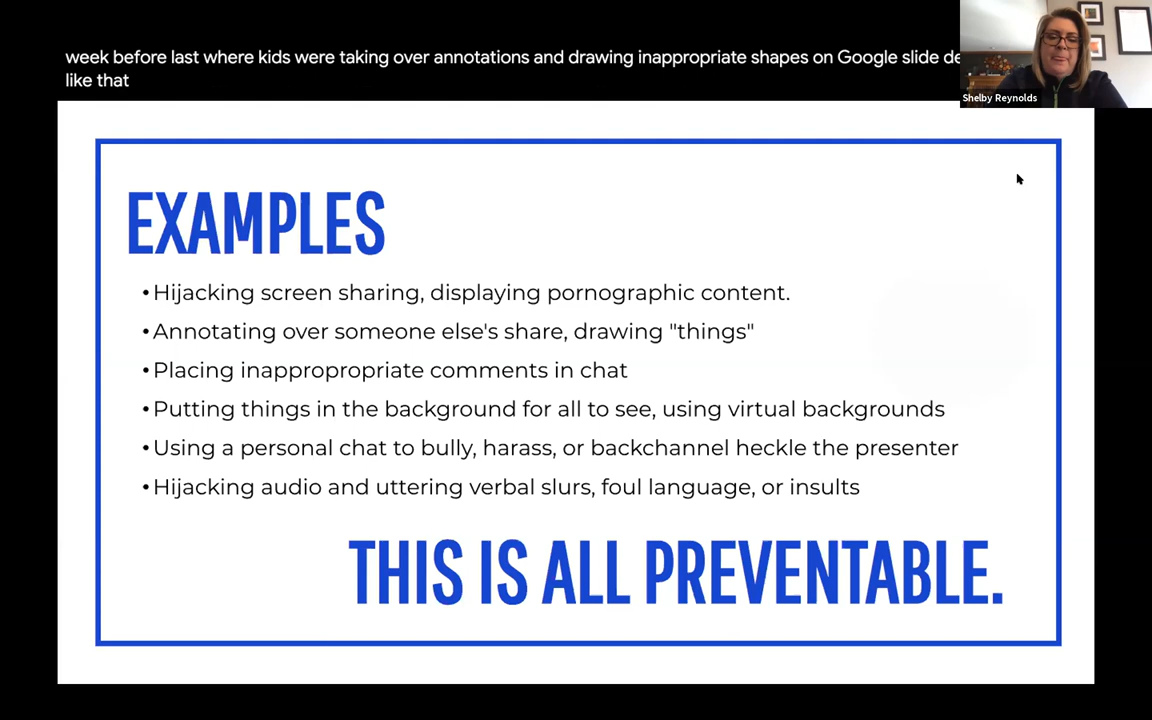 week before last where kids were taking over annotations and drawing inappropriate shapes on Google slide
like that
Shelby Reynolds
EXAMPLES
•Hijacking screen sharing, displaying pornographic content.
•Annotating over someone else's share, drawing "things"
•Placing inappropropriate comments in chat
•Putting things in the background for all to see, using virtual backgrounds
•Using a personal chat to bully, harass, or backchannel heckle the presenter
•Hijacking audio and uttering verbal slurs, foul language, or insults
THIS IS ALL PREVENTABLE.